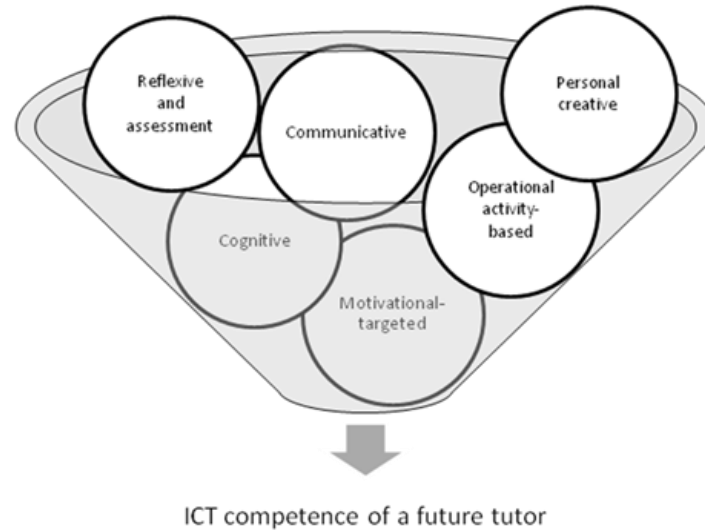 Reflexive
and
assessment
Communicative
Personal
creative
Operational
activity-
based
Cognitive
Motivational-
targeted
ICT competence of a future tutor